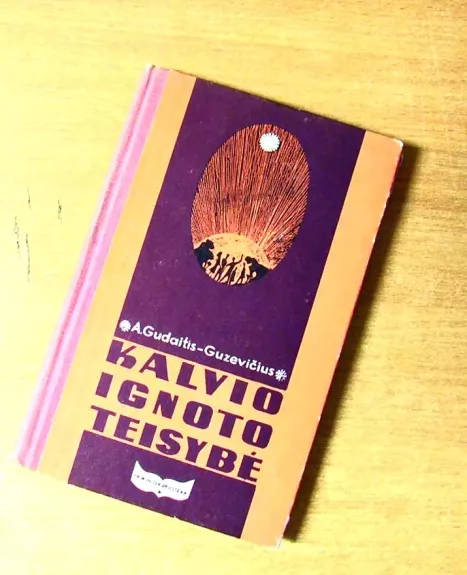 A.Gudaitis-Guzevičius
KALVIO
IGNOTO
TEISYBĖ